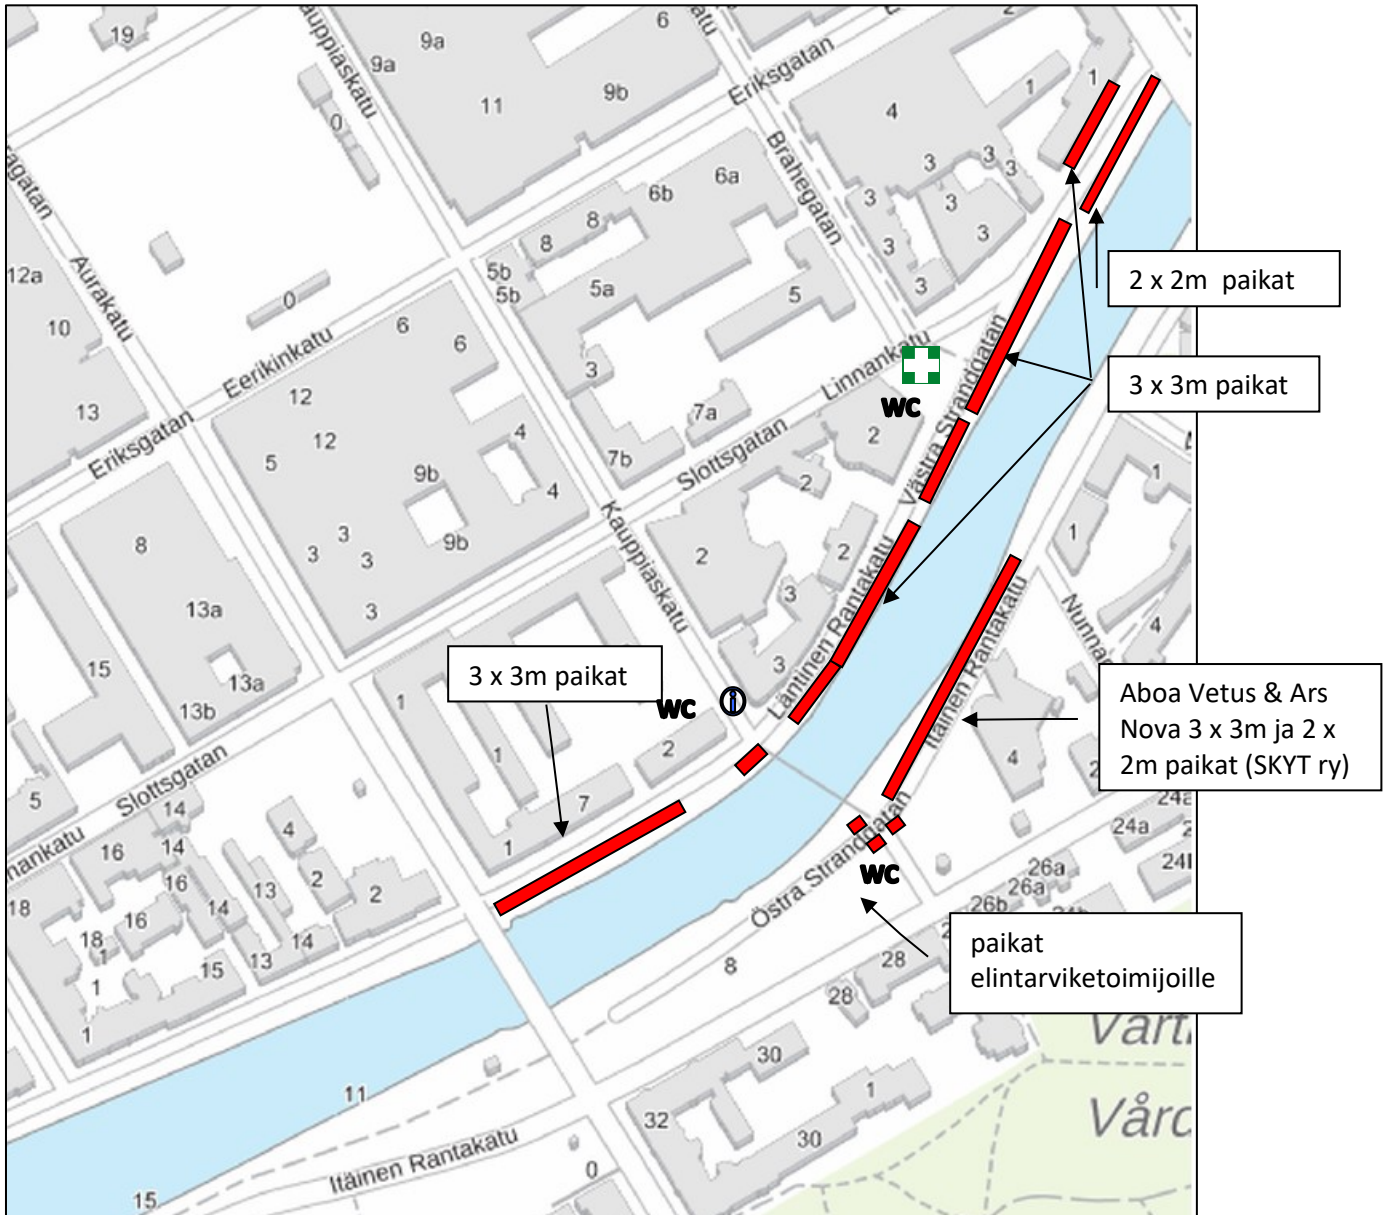 19
9a
9a
11
9b
6
Kauppiaskatu
Eriksgatan
Brahegatan
4
1
1
3
3
3
3
3
3
3
3
0
6b
6a
8
8
5b
5b
5a
5
3
Aurakatu
12a
10
13
0
Eerikinkatu
6
6
12
12
5
4
4
9b
9b
3
3
3
3
Eriksgatan
7a
7b
Slottsgatan
Linnankatu
WC
2
2
2
2
3
3
Västra Strandgatan
Läntinen Rantakatu
Kauppiaskatu
2 x 2m paikat
3 x 3m paikat
1
1
4
8
13a
13a
13b
15
3 x 3m paikat
WC
i
1
1
2
7
1
Itäinen Rantakatu
4
2
Aboa Vetus & Ars
Nova 3 x 3m ja 2 x
2m paikat (SKYT ry)
Slottsgatan
5
14
16
14
16
14
16
18
18
1
1
1
15
13
13
14
4
2
2
Östra Strandgatan
WC
24a
26a
26a
26b
28
28
8
paikat
elintarviketoimijoille
30
32
30
1
11
15
0
Itäinen Rantakatu